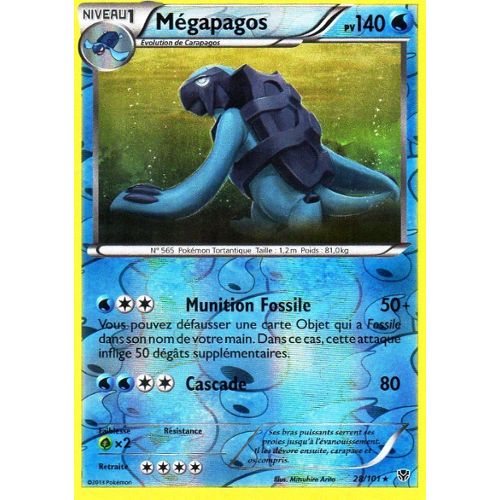 NIVEAU 1
Mégapagos
PV 140
Évolution de Carapagos
N° 565 Pokémon Tortantique Taille : 1,2 m Poids : 81,0 kg
Munition Fossile 50+
Vous pouvez défausser une carte Objet qui a Fossile
dans son nom de votre main. Dans ce cas, cette attaque
inflige 50 dégâts supplémentaires.
Cascade 80
Faiblesse Résistance
×2
Retraite
Ses bras puissants serrent ses
proies jusqu'à l'évanouissement.
Il les dévore ensuite, carapace et
os compris.
Illus. Mitsuhiro Arita
28/101 ★
©2013 Pokémon